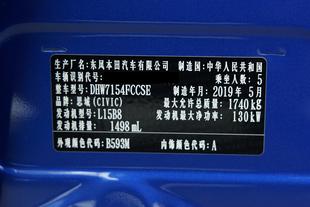 生产厂名：东风本田汽车有限公司 制造国：中华人民共和国
车辆识别代号： 乘坐人数：5
整车型号：DHW7154FCCSE 制造年月：2019年5月
品牌：思域(CIVIC) 最大允许总质量：1740kg
发动机型号：L15B8 发动机最大净功率：130kW
发动机排量：1498 mL
外观颜色代码：B593M 内饰颜色代码：A